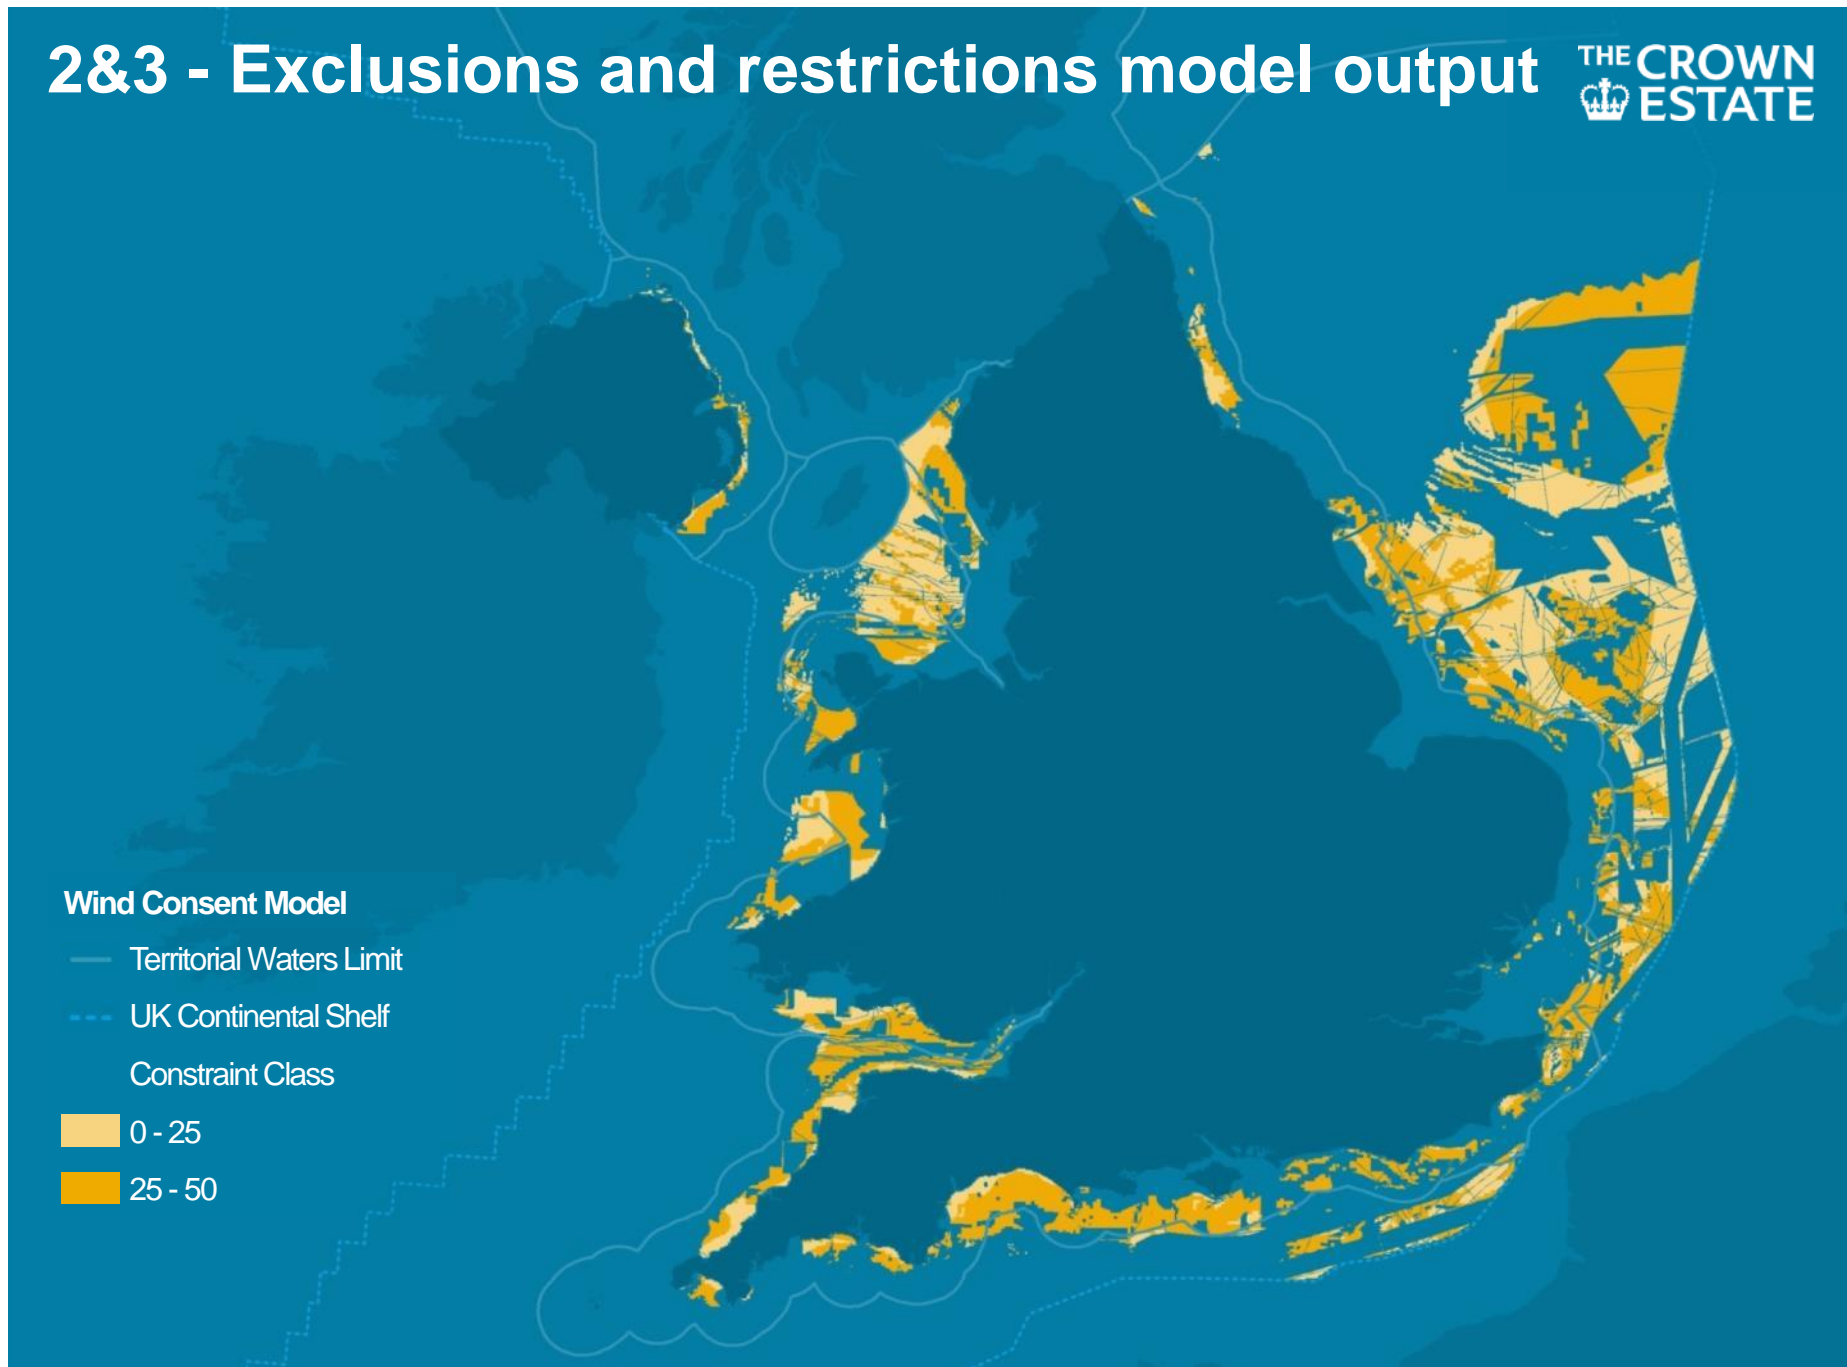 2&3 - Exclusions and restrictions model output
THE CROWN
ESTATE
Wind Consent Model
Territorial Waters Limit
UK Continental Shelf
Constraint Class
0 - 25
25 - 50